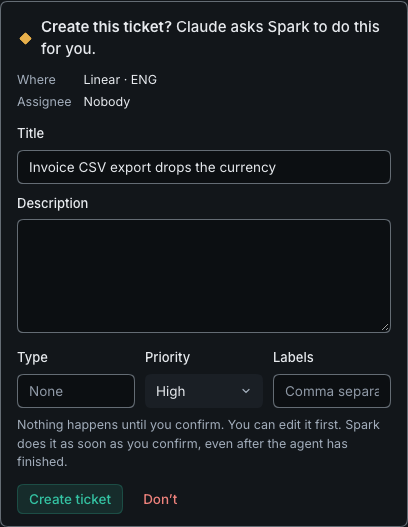 Create this ticket? Claude asks Spark to do this
for you.
Where Linear · ENG
Assignee Nobody
Title
Invoice CSV export drops the currency
Description
Type Priority Labels
None High Comma separa
Nothing happens until you confirm. You can edit it first. Spark
does it as soon as you confirm, even after the agent has
finished.
Create ticket Don't